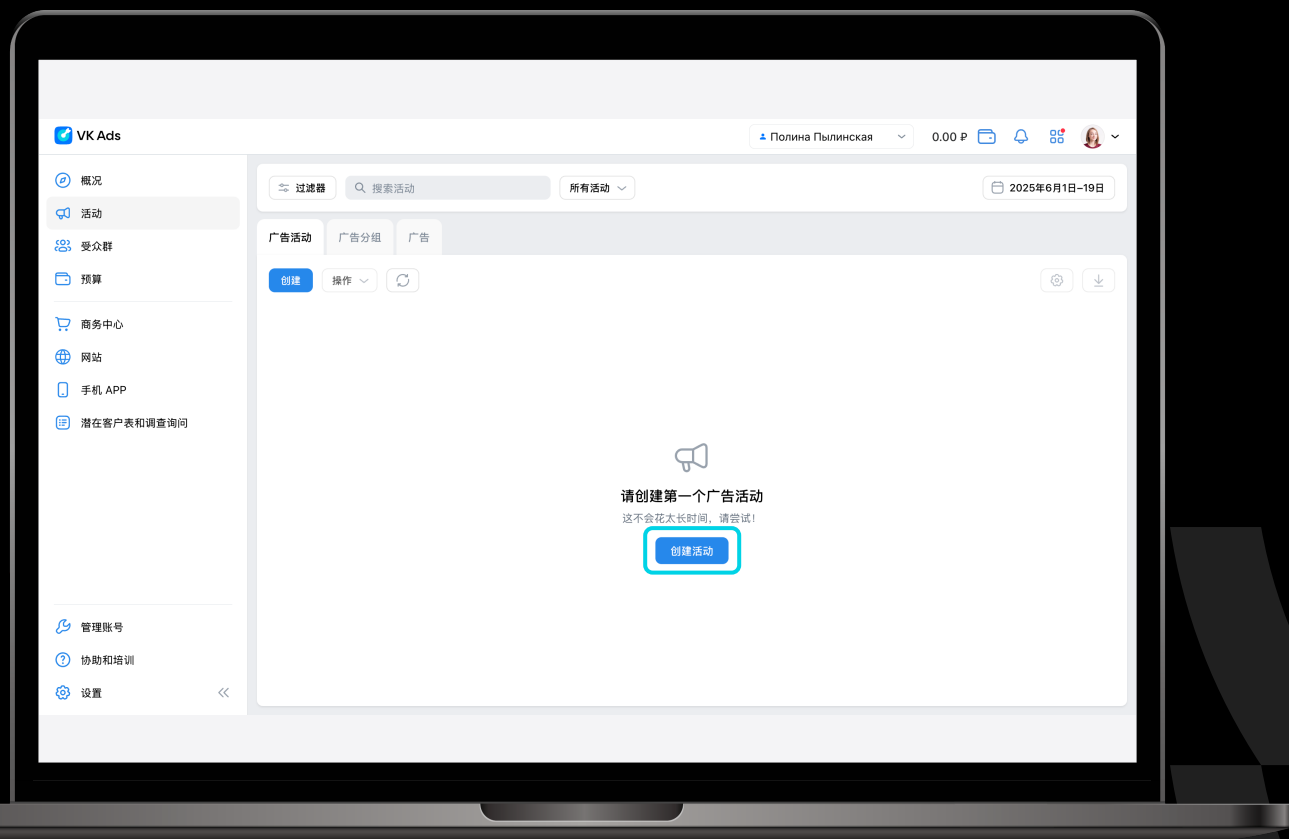 VK Ads
Полина Пылинская
0.00 ₽
概况
活动
受众群
预算
商务中心
网站
手机 APP
潜在客户表和调查询问
管理账号
协助和培训
设置
过滤器
搜索活动
所有活动
2025年6月1日–19日
广告活动
广告分组
广告
创建
操作
请创建第一个广告活动
这不会花太长时间，请尝试！
创建活动